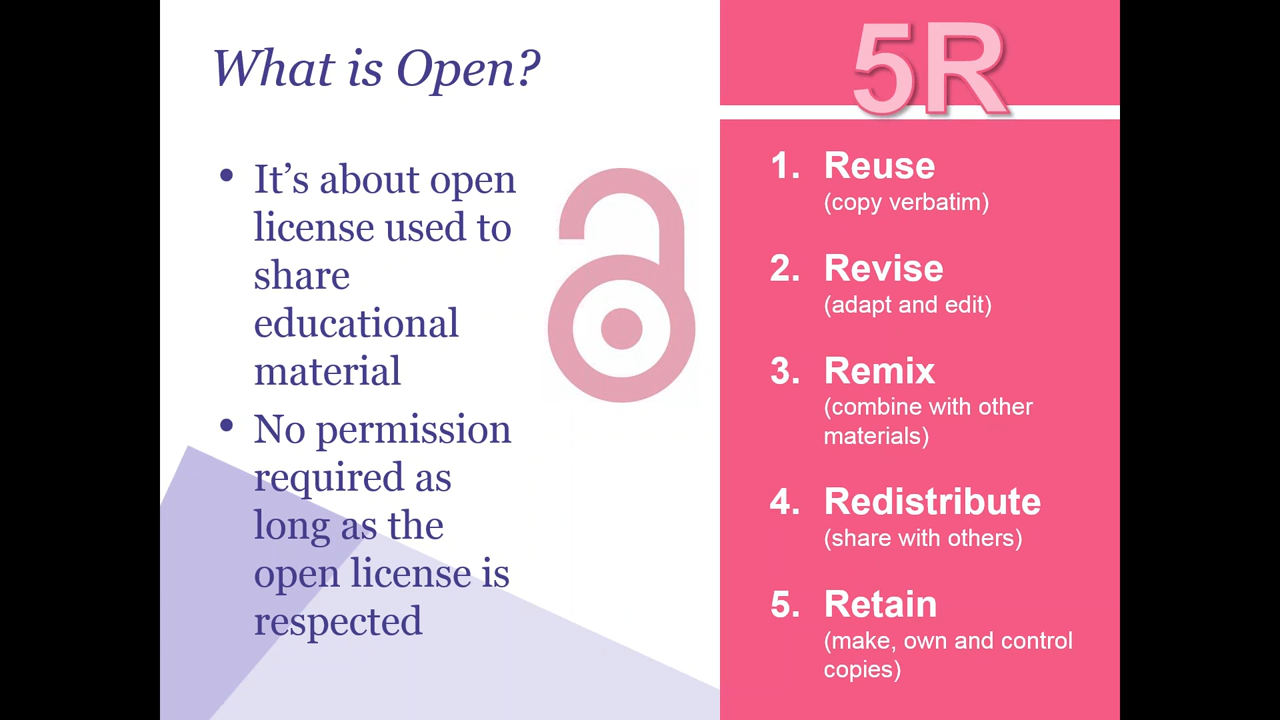 What is Open?
• It’s about open
license used to
share
educational
material
• No permission
required as
long as the
open license is
respected
5R
1. Reuse
(copy verbatim)
2. Revise
(adapt and edit)
3. Remix
(combine with other
materials)
4. Redistribute
(share with others)
5. Retain
(make, own and control
copies)